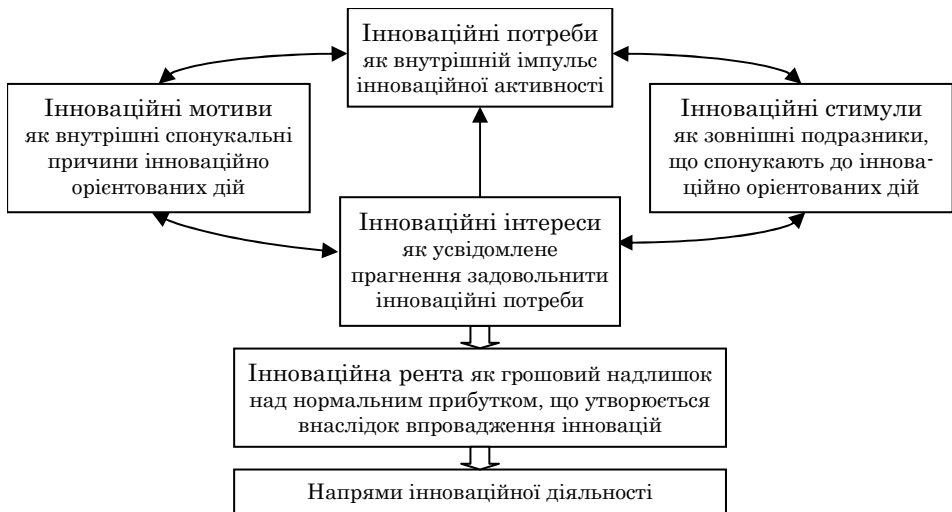 Інноваційні потреби
як внутрішній імпульс
інноваційної активності
Інноваційні мотиви
як внутрішні спонукальні
причини інноваційно
орієнтованих дій
Інноваційні стимули
як зовнішні подразники,
що спонукають до іннова-
ційно орієнтованих дій
Інноваційні інтереси
як усвідомлене
прагнення задовольнити
інноваційні потреби
Інноваційна рента як грошовий надлишок
над нормальним прибутком, що утворюється
внаслідок впровадження інновацій
Напрями інноваційної діяльності